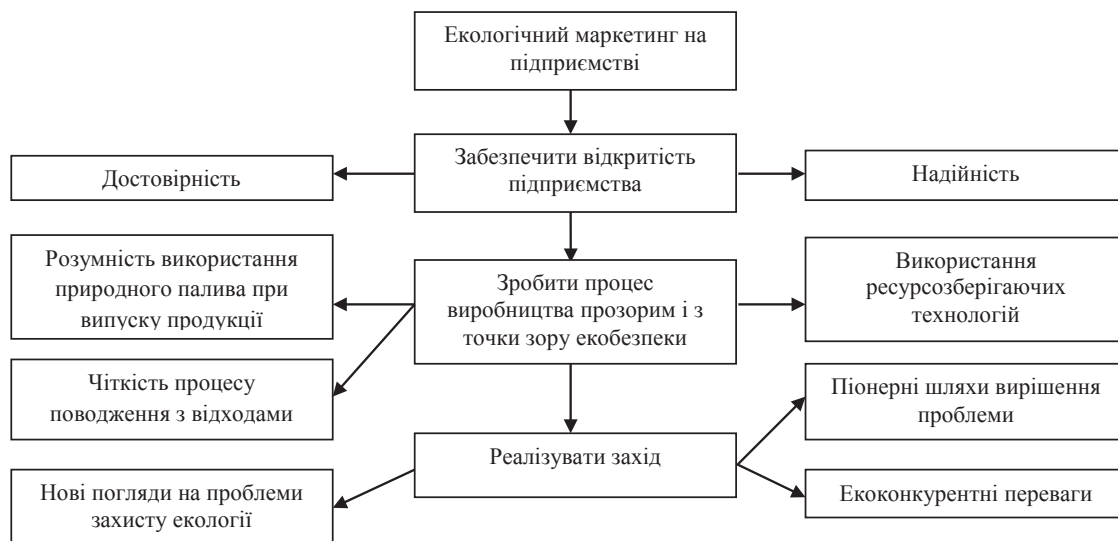 Екологічний маркетинг на
підприємстві
Забезпечити відкритість
підприємства
Достовірність
Надійність
Розумність використання
природного палива при
випуску продукції
Зробити процес
виробництва прозорим і з
точки зору екобезпеки
Використання
ресурсозберігаючих
технологій
Чіткість процесу
поводження з відходами
Піонерні шляхи вирішення
проблеми
Реалізувати захід
Нові погляди на проблеми
захисту екології
Екоконкурентні переваги